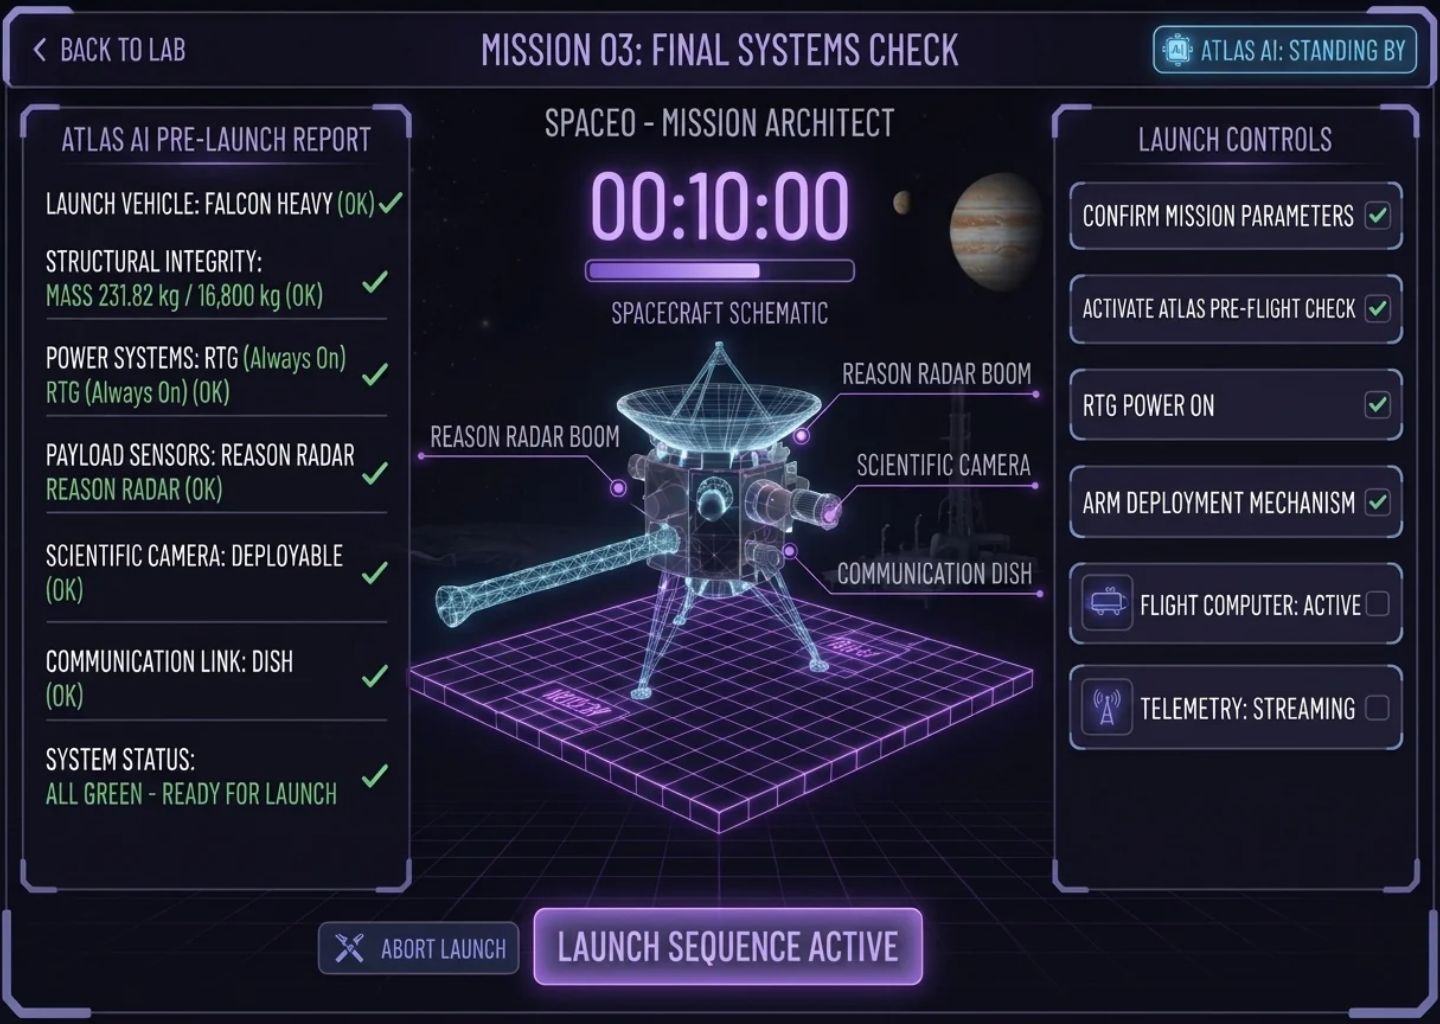 BACK TO LAB
MISSION 03: FINAL SYSTEMS CHECK
AI
ATLAS AI: STANDING BY
ATLAS AI PRE-LAUNCH REPORT
LAUNCH VEHICLE: FALCON HEAVY (OK)
STRUCTURAL INTEGRITY:
MASS 231.82 kg / 16,800 kg (OK)
POWER SYSTEMS: RTG (Always On)
RTG (Always On) (OK)
PAYLOAD SENSORS: REASON RADAR
REASON RADAR (OK)
SCIENTIFIC CAMERA: DEPLOYABLE
(OK)
COMMUNICATION LINK: DISH
(OK)
SYSTEM STATUS:
ALL GREEN - READY FOR LAUNCH
SPACEO - MISSION ARCHITECT
00:10:00
SPACECRAFT SCHEMATIC
REASON RADAR BOOM
REASON RADAR BOOM
SCIENTIFIC CAMERA
COMMUNICATION DISH
LAUNCH CONTROLS
CONFIRM MISSION PARAMETERS
ACTIVATE ATLAS PRE-FLIGHT CHECK
RTG POWER ON
ARM DEPLOYMENT MECHANISM
FLIGHT COMPUTER: ACTIVE
TELEMETRY: STREAMING
ABORT LAUNCH
LAUNCH SEQUENCE ACTIVE